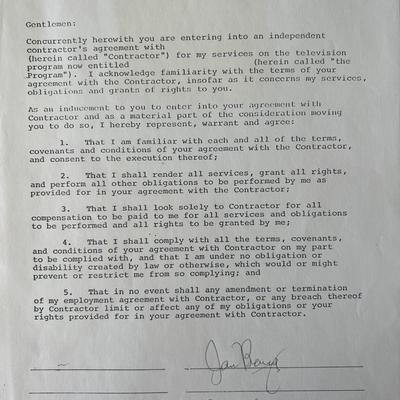 Gentlemen:
Concurrently herewith you are entering into an independent
contractor's agreement with
(herein called "Contractor") for my services on the television
program now entitled (herein called "the
Program"). I acknowledge familiarity with the terms of your
agreement with the Contractor, insofar as it concerns my services,
obligations and grants of rights to you.
As an inducement to you to enter into your agreement with
Contractor and as a material part of the consideration moving
you to do so, I hereby represent, warrant and agree:
1. That I am familiar with each and all of the terms,
covenants and conditions of your agreement with the Contractor,
and consent to the execution thereof;
2. That I shall render all services, grant all rights,
and perform all other obligations to be performed by me as
provided for in your agreement with the Contractor;
3. That I shall look solely to Contractor for all
compensation to be paid to me for all services and obligations
to be performed and all rights to be granted by me;
4. That I shall comply with all the terms, covenants,
and conditions of your agreement with Contractor on my part
to be complied with, and that I am under no obligation or
disability created by law or otherwise, which would or might
prevent or restrict me from so complying; and
5. That in no event shall any amendment or termination
of my employment agreement with Contractor, or any breach thereof
by Contractor limit or affect any of my obligations or your
rights provided for in your agreement with Contractor.